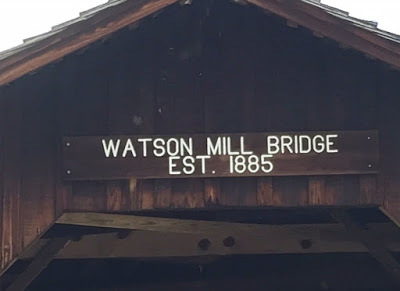 WATSON MILL BRIDGE
EST. 1885